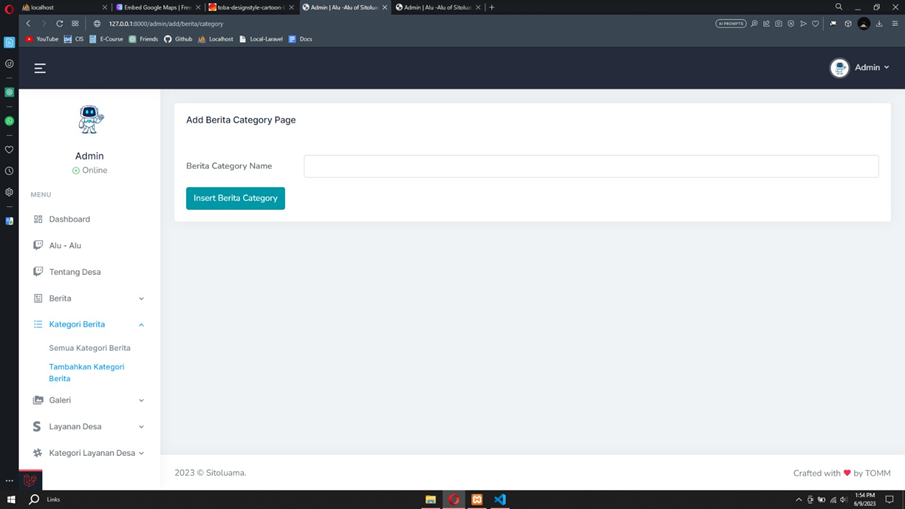 localhost
Embed Google Maps | Free
toba-designstyle-cartoon-l
Admin | Alu -Alu of Sitolua
Admin | Alu -Alu of Sitolu
127.0.0.1:8000/admin/add/berita/category
AI PROMPTS
YouTube CIS E-Course Friends Github Localhost Local-Laravel Docs
Admin
Admin
Online
MENU
Dashboard
Alu - Alu
Tentang Desa
Berita
Kategori Berita
Semua Kategori Berita
Tambahkan Kategori
Berita
Galeri
Layanan Desa
Kategori Layanan Desa
Add Berita Category Page
Berita Category Name
Insert Berita Category
2023 © Sitoluama.
Crafted with ❤ by TOMM
Links
1:54 PM
6/9/2023